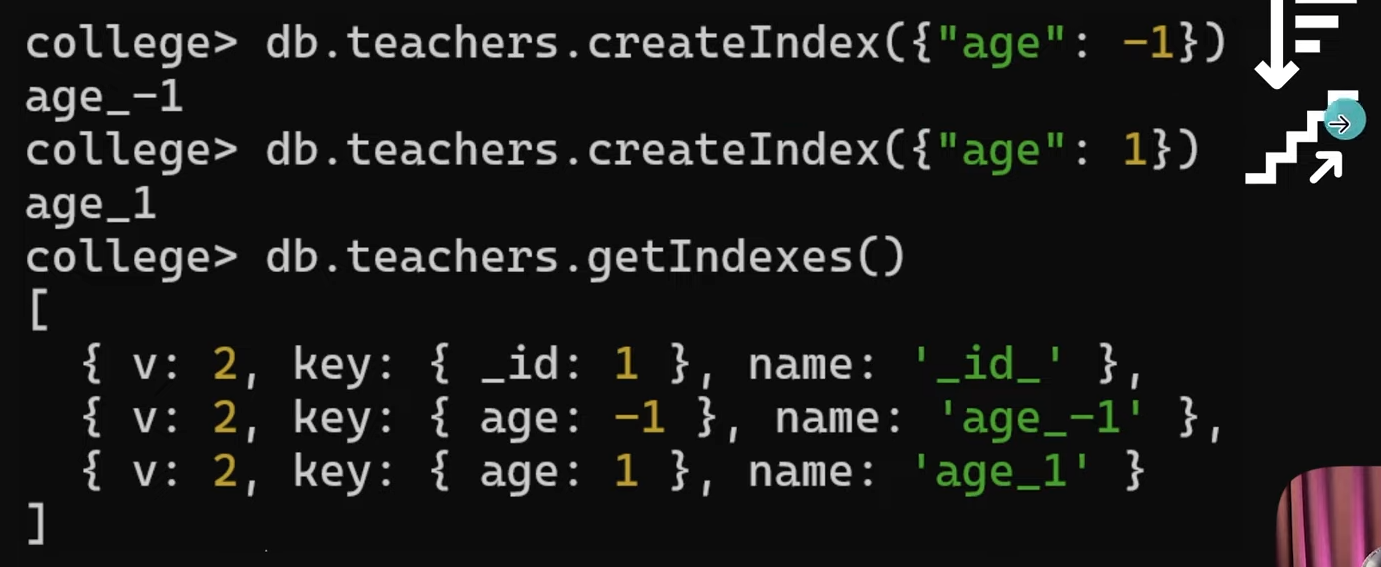 college> db.teachers.createIndex({"age": -1})
age_-1
college> db.teachers.createIndex({"age": 1})
age_1
college> db.teachers.getIndexes()
[
  { v: 2, key: { _id: 1 }, name: '_id_' },
  { v: 2, key: { age: -1 }, name: 'age_-1' },
  { v: 2, key: { age: 1 }, name: 'age_1' }
]